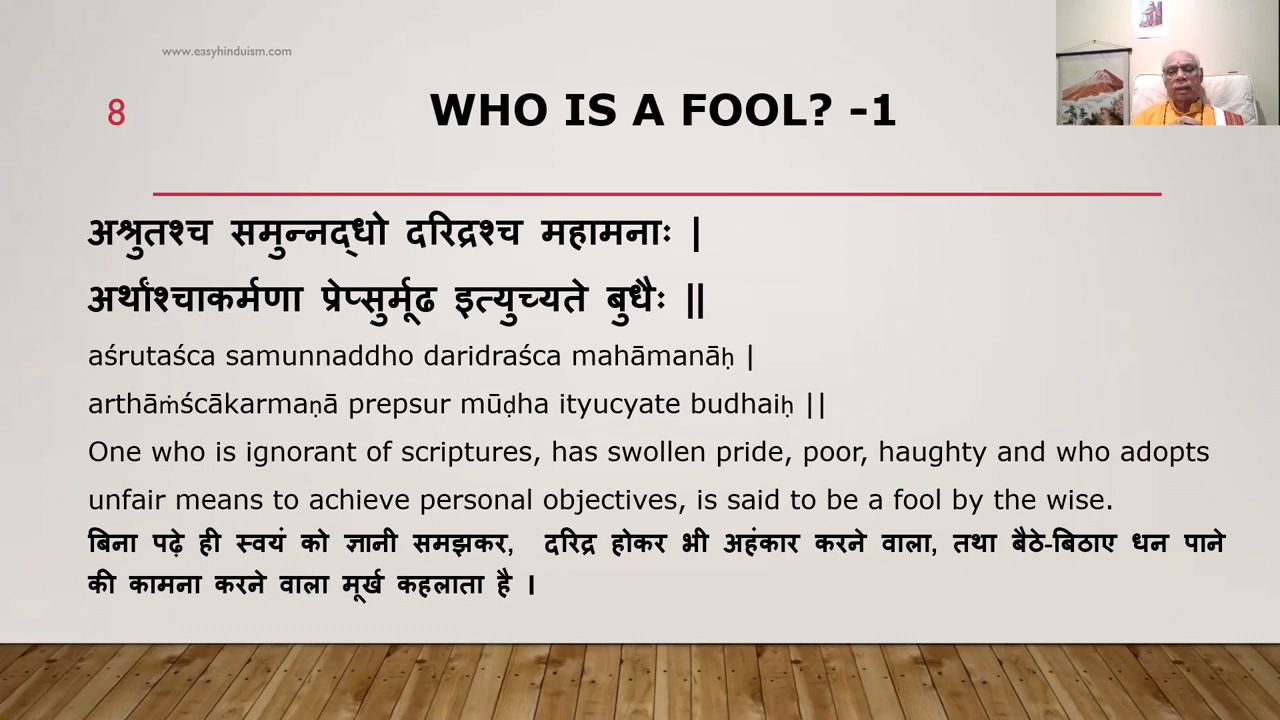 www.easyhinduism.com
8
WHO IS A FOOL? -1
अश्रुतश्च समुन्नद्धो दरिद्रश्च महामनाः |
अर्थांश्चाकर्मणा प्रेप्सुर्मूढ इत्युच्यते बुधैः ||
aśrutaśca samunnaddho daridraśca mahāmanāḥ |
arthāṁścākarmaṇā prepsur mūḍha ityucyate budhaiḥ ||
One who is ignorant of scriptures, has swollen pride, poor, haughty and who adopts
unfair means to achieve personal objectives, is said to be a fool by the wise.
बिना पढ़े ही स्वयं को ज्ञानी समझकर, दरिद्र होकर भी अहंकार करने वाला, तथा बैठे-बिठाए धन पाने
की कामना करने वाला मूर्ख कहलाता है ।